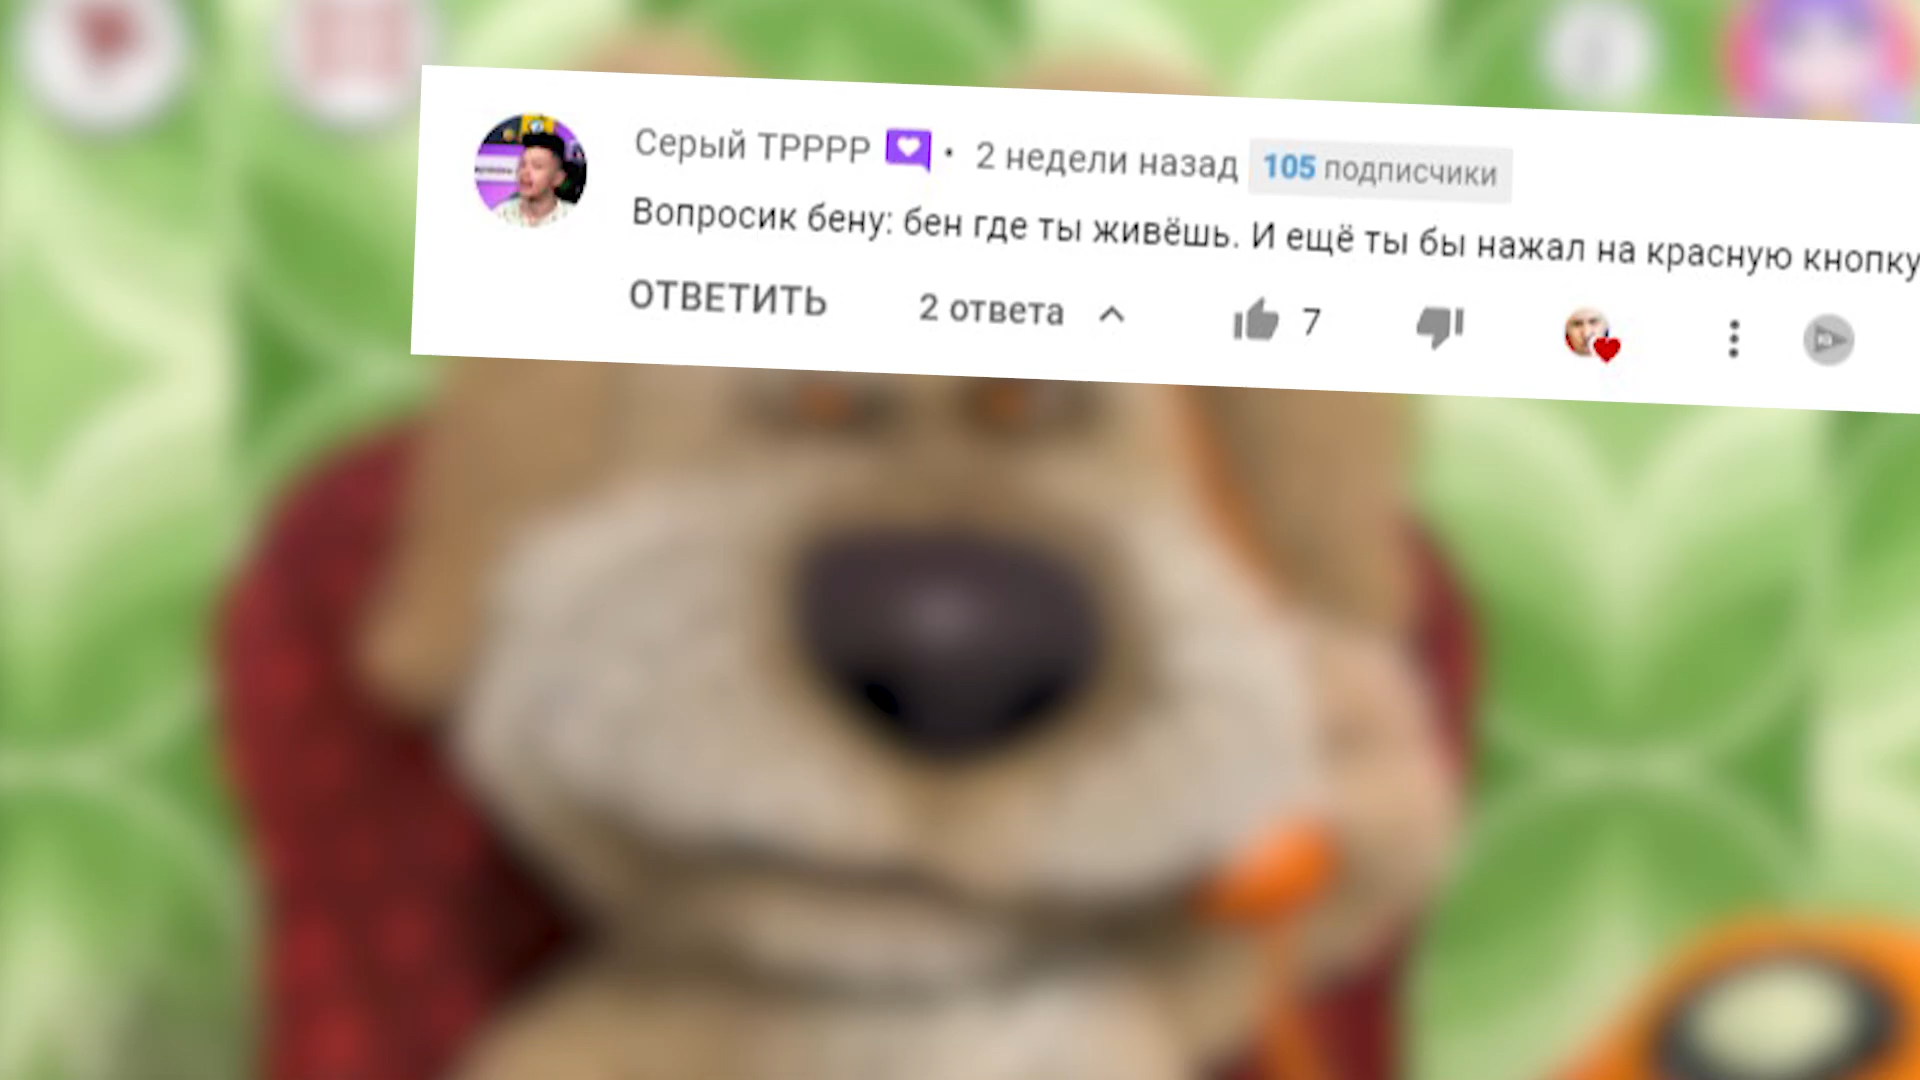 Серый ТРРРР • 2 недели назад 105 подписчики
Вопросик бену: бен где ты живёшь. И ещё ты бы нажал на красную кнопку
ОТВЕТИТЬ 2 ответа 7